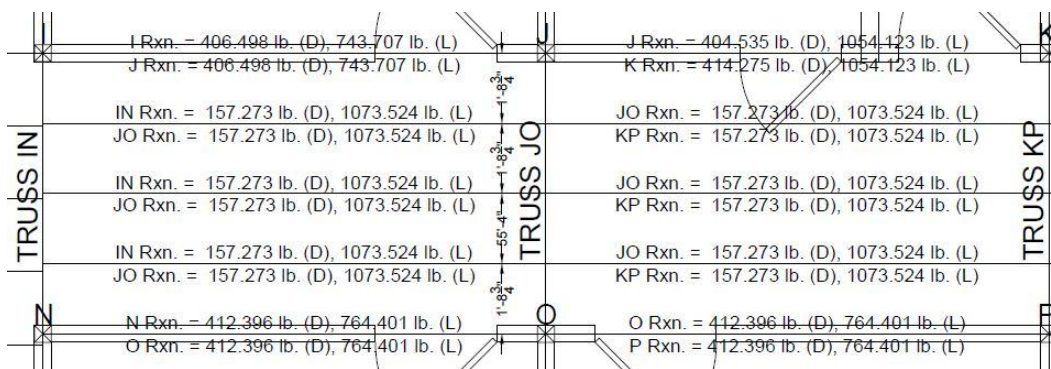 I
J
K
I Rxn. = 406.498 lb. (D), 743.707 lb. (L)
J Rxn. = 406.498 lb. (D), 743.707 lb. (L)
J Rxn. = 404.535 lb. (D), 1054.123 lb. (L)
K Rxn. = 414.275 lb. (D), 1054.123 lb. (L)
1'-8 3/4"
IN Rxn. = 157.273 lb. (D), 1073.524 lb. (L)
JO Rxn. = 157.273 lb. (D), 1073.524 lb. (L)
JO Rxn. = 157.273 lb. (D), 1073.524 lb. (L)
KP Rxn. = 157.273 lb. (D), 1073.524 lb. (L)
1'-8 3/4"
TRUSS IN
TRUSS JO
TRUSS KP
IN Rxn. = 157.273 lb. (D), 1073.524 lb. (L)
JO Rxn. = 157.273 lb. (D), 1073.524 lb. (L)
JO Rxn. = 157.273 lb. (D), 1073.524 lb. (L)
KP Rxn. = 157.273 lb. (D), 1073.524 lb. (L)
55'-4"
IN Rxn. = 157.273 lb. (D), 1073.524 lb. (L)
JO Rxn. = 157.273 lb. (D), 1073.524 lb. (L)
JO Rxn. = 157.273 lb. (D), 1073.524 lb. (L)
KP Rxn. = 157.273 lb. (D), 1073.524 lb. (L)
1'-8 3/4"
N
O
P
N Rxn. = 412.396 lb. (D), 764.401 lb. (L)
O Rxn. = 412.396 lb. (D), 764.401 lb. (L)
O Rxn. = 412.396 lb. (D), 764.401 lb. (L)
P Rxn. = 412.396 lb. (D), 764.401 lb. (L)